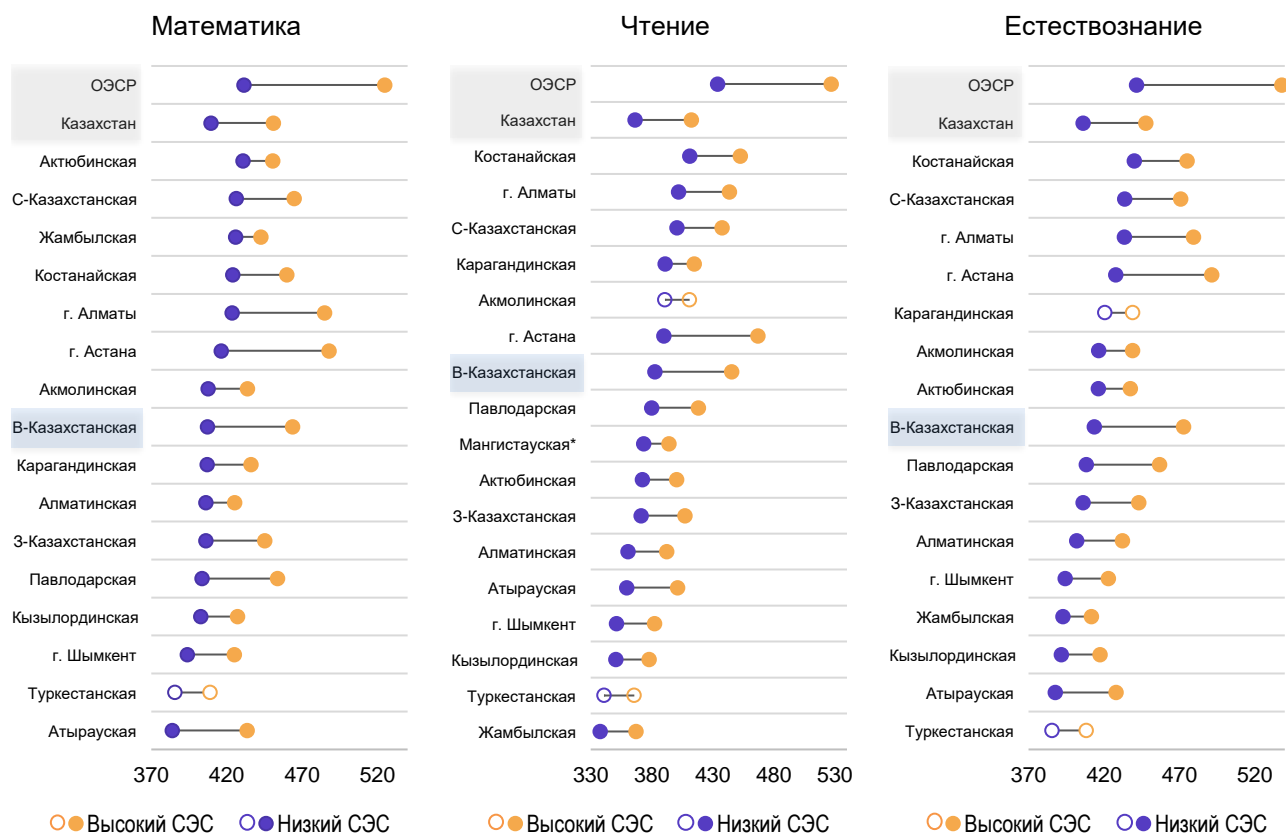 Математика
ОЭСР
Казахстан
Актюбинская
С-Казахстанская
Жамбылская
Костанайская
г. Алматы
г. Астана
Акмолинская
В-Казахстанская
Карагандинская
Алматинская
З-Казахстанская
Павлодарская
Кызылординская
г. Шымкент
Туркестанская
Атырауская
370 420 470 520
Высокий СЭС Низкий СЭС
Чтение
ОЭСР
Казахстан
Костанайская
г. Алматы
С-Казахстанская
Карагандинская
Акмолинская
г. Астана
В-Казахстанская
Павлодарская
Мангистауская*
Актюбинская
З-Казахстанская
Алматинская
Атырауская
г. Шымкент
Кызылординская
Туркестанская
Жамбылская
330 380 430 480 530
Высокий СЭС Низкий СЭС
Естествознание
ОЭСР
Казахстан
Костанайская
С-Казахстанская
г. Алматы
г. Астана
Карагандинская
Акмолинская
Актюбинская
В-Казахстанская
Павлодарская
З-Казахстанская
Алматинская
г. Шымкент
Жамбылская
Кызылординская
Атырауская
Туркестанская
370 420 470 520
Высокий СЭС Низкий СЭС